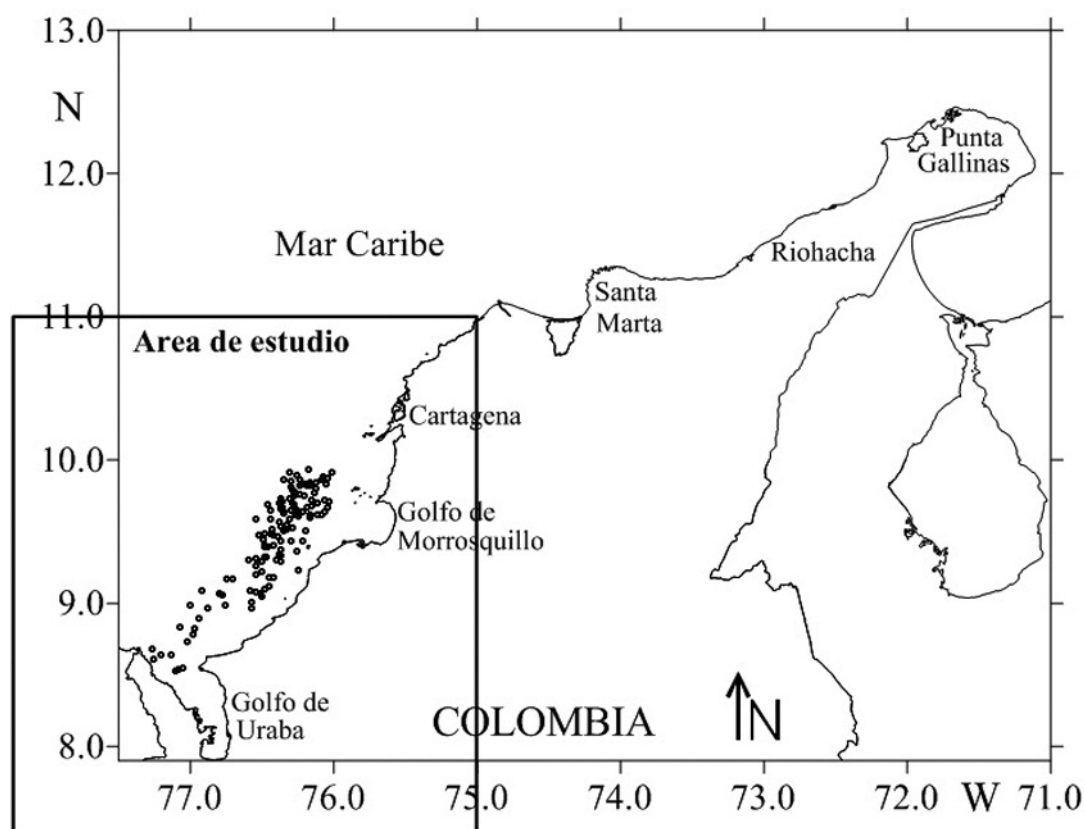 13.0
N
12.0
Punta
Gallinas
Mar Caribe
Riohacha
Santa
Marta
11.0
Area de estudio
Cartagena
10.0
Golfo de
Morrosquillo
9.0
Golfo de
Uraba
COLOMBIA
N
8.0
77.0 76.0 75.0 74.0 73.0 72.0 W 71.0